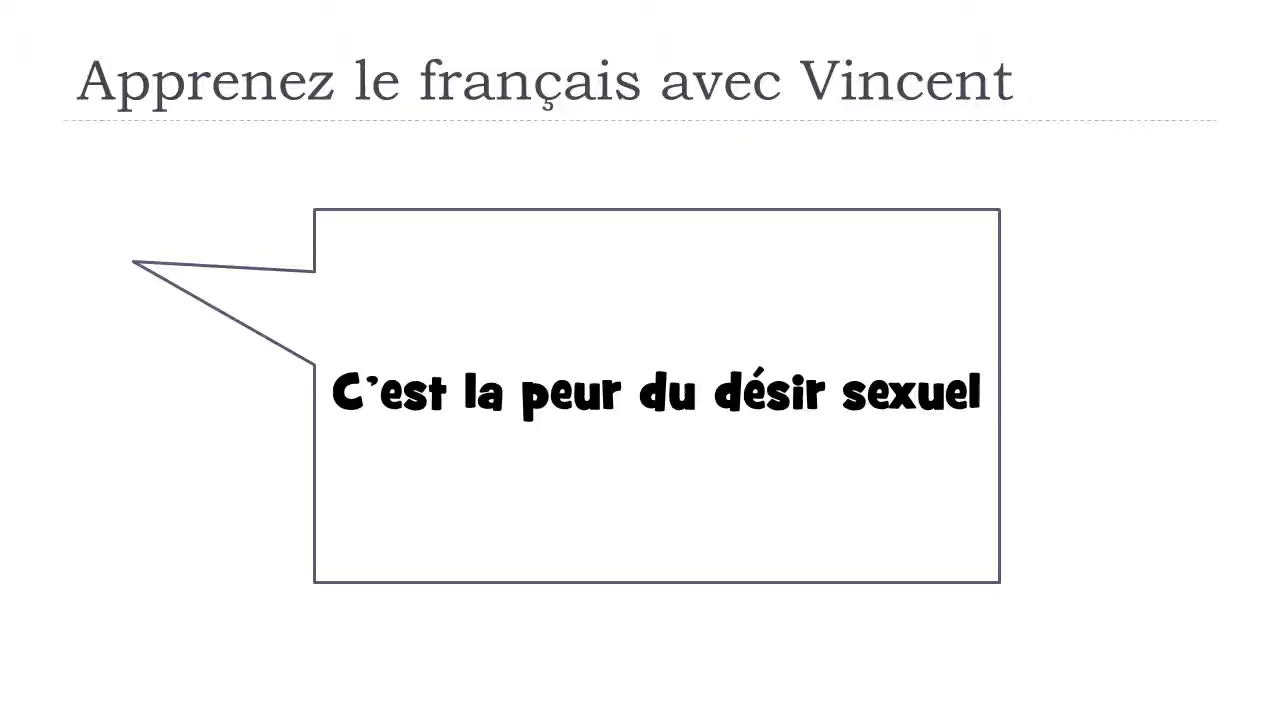 Apprenez le français avec Vincent
C’est la peur du désir sexuel